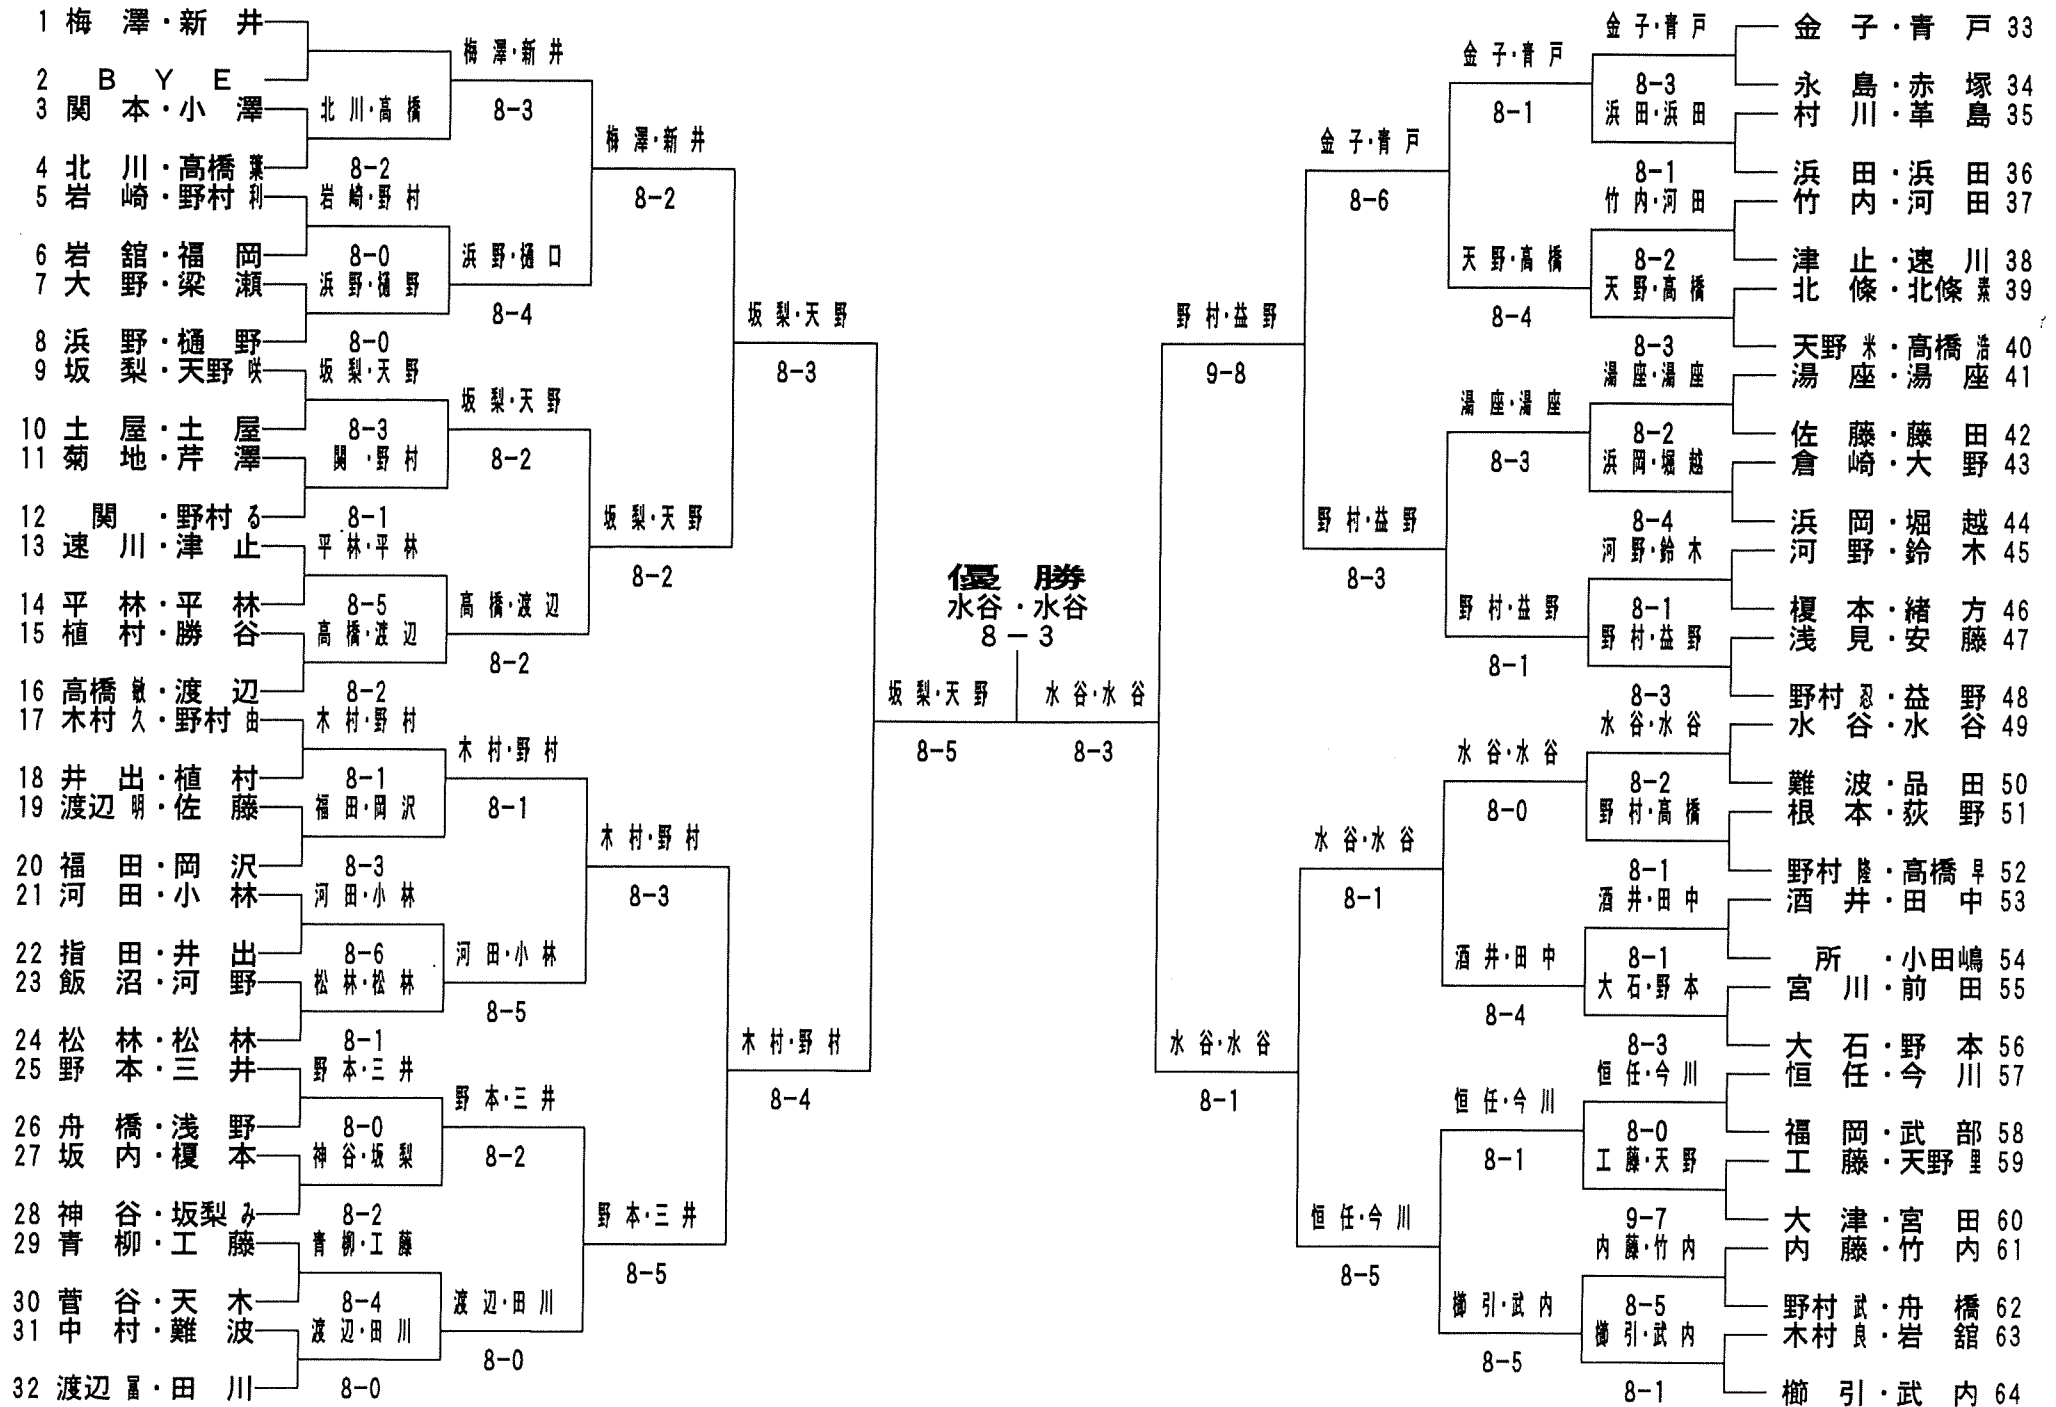 1 梅 澤・新 井
2 B Y E
3 関 本・小 澤
4 北 川・高橋 葉
5 岩 崎・野村 利
6 岩 舘・福 岡
7 大 野・梁 瀬
8 浜 野・樋 野
9 坂 梨・天野 咲
10 土 屋・土 屋
11 菊 地・芹 澤
12 関 ・野村 る
13 速 川・津 止
14 平 林・平 林
15 植 村・勝 谷
16 高橋 敏・渡 辺
17 木村 久・野村 由
18 井 出・植 村
19 渡辺 明・佐 藤
20 福 田・岡 沢
21 河 田・小 林
22 指 田・井 出
23 飯 沼・河 野
24 松 林・松 林
25 野 本・三 井
26 舟 橋・浅 野
27 坂 内・榎 本
28 神 谷・坂梨 み
29 青 柳・工 藤
30 菅 谷・天 木
31 中 村・難 波
32 渡辺 冨・田 川
北 川・高 橋
8-2
岩 崎・野 村
8-0
浜 野・樋 野
8-0
坂 梨・天 野
8-3
関 ・野 村
8-1
平 林・平 林
8-5
高 橋・渡 辺
8-2
木 村・野 村
8-1
福 田・岡 沢
8-3
河 田・小 林
8-6
松 林・松 林
8-1
野 本・三 井
8-0
神 谷・坂 梨
8-2
青 柳・工 藤
8-4
渡 辺・田 川
8-0
梅 澤・新 井
8-3
浜 野・樋 口
8-4
坂 梨・天 野
8-2
高 橋・渡 辺
8-2
木 村・野 村
8-1
河 田・小 林
8-5
野 本・三 井
8-2
渡 辺・田 川
8-0
梅 澤・新 井
8-2
坂 梨・天 野
8-2
木 村・野 村
8-3
野 本・三 井
8-5
坂 梨・天 野
8-3
木 村・野 村
8-4
坂 梨・天 野
8-5
優 勝
水谷・水谷
8-3
水 谷・水 谷
8-3
野 村・益 野
9-8
水 谷・水 谷
8-1
金 子・青 戸
8-6
野 村・益 野
8-3
水 谷・水 谷
8-1
恒 任・今 川
8-5
金 子・青 戸
8-1
天 野・高 橋
8-4
湯 座・湯 座
8-3
野 村・益 野
8-1
水 谷・水 谷
8-0
酒 井・田 中
8-4
恒 任・今 川
8-1
櫛 引・武 内
8-5
金 子・青 戸
8-3
浜 田・浜 田
8-1
竹 内・河 田
8-2
天 野・高 橋
8-3
湯 座・湯 座
8-2
浜 岡・堀 越
8-4
河 野・鈴 木
8-1
野 村・益 野
8-3
水 谷・水 谷
8-2
野 村・高 橋
8-1
酒 井・田 中
8-1
大 石・野 本
8-3
恒 任・今 川
8-0
工 藤・天 野
9-7
内 藤・竹 内
8-5
櫛 引・武 内
8-1
金 子・青 戸 33
永 島・赤 塚 34
村 川・革 島 35
浜 田・浜 田 36
竹 内・河 田 37
津 止・速 川 38
北 條・北條 素 39
天野 米・高橋 浩 40
湯 座・湯 座 41
佐 藤・藤 田 42
倉 崎・大 野 43
浜 岡・堀 越 44
河 野・鈴 木 45
榎 本・緒 方 46
浅 見・安 藤 47
野村 忍・益 野 48
水 谷・水 谷 49
難 波・品 田 50
根 本・荻 野 51
野村 隆・高橋 早 52
酒 井・田 中 53
所 ・小田嶋 54
宮 川・前 田 55
大 石・野 本 56
恒 任・今 川 57
福 岡・武 部 58
工 藤・天野 里 59
大 津・宮 田 60
内 藤・竹 内 61
野村 武・舟 橋 62
木村 良・岩 舘 63
櫛 引・武 内 64